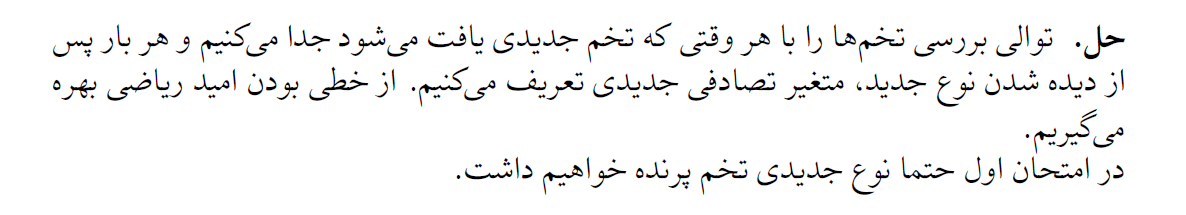 حل. توالی بررسی تخم‌ها را با هر وقتی که تخم جدیدی یافت می‌شود جدا می‌کنیم و هر بار پس
از دیده شدن نوع جدید، متغیر تصادفی جدیدی تعریف می‌کنیم. از خطی بودن امید ریاضی بهره
می‌گیریم.
در امتحان اول حتما نوع جدیدی تخم پرنده خواهیم داشت.